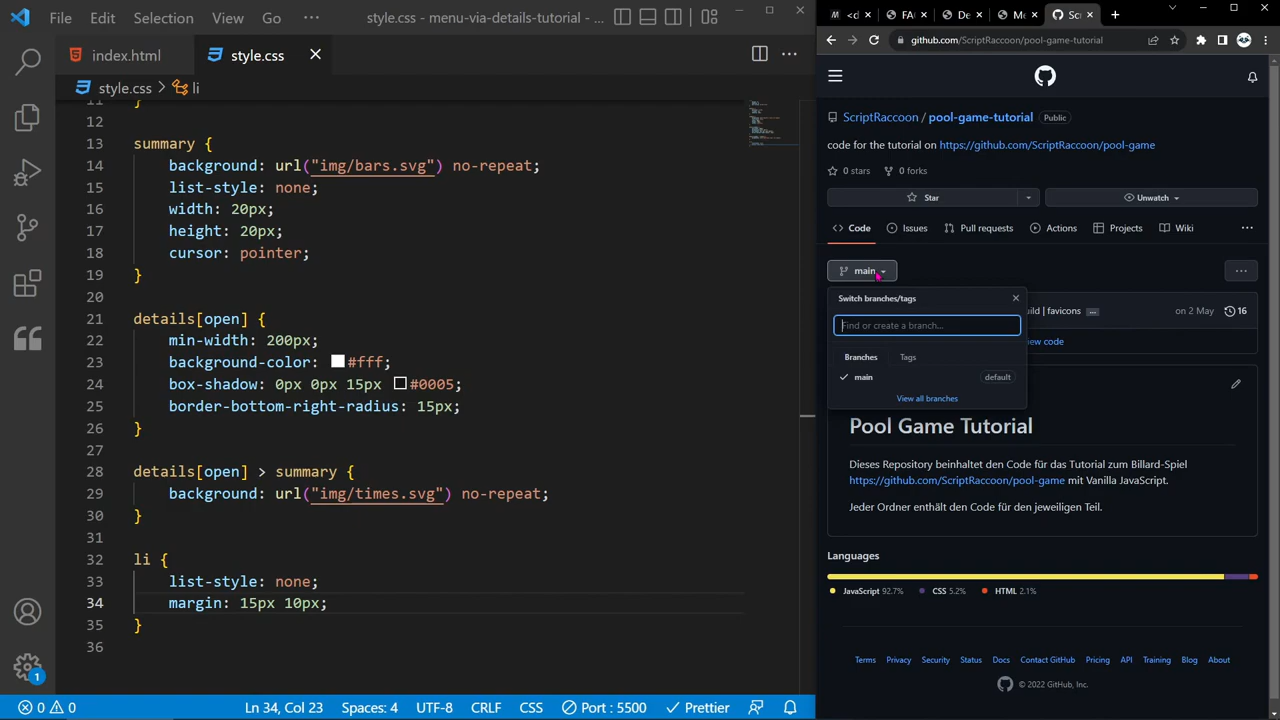 File Edit Selection View Go ··· style.css - menu-via-details-tutorial - ...
index.html
style.css
style.css > li
11 }
12
13 summary {
14 background: url("img/bars.svg") no-repeat;
15 list-style: none;
16 width: 20px;
17 height: 20px;
18 cursor: pointer;
19 }
20
21 details[open] {
22 min-width: 200px;
23 background-color: #fff;
24 box-shadow: 0px 0px 15px #0005;
25 border-bottom-right-radius: 15px;
26 }
27
28 details[open] > summary {
29 background: url("img/times.svg") no-repeat;
30 }
31
32 li {
33 list-style: none;
34 margin: 15px 10px;
35 }
36
1
0 0 Ln 34, Col 23 Spaces: 4 UTF-8 CRLF CSS Port : 5500 Prettier
M <d FA De Me Sc
github.com/ScriptRaccoon/pool-game-tutorial
ScriptRaccoon / pool-game-tutorial Public
code for the tutorial on https://github.com/ScriptRaccoon/pool-game
0 stars 0 forks
Star Unwatch
Code Issues Pull requests Actions Projects Wiki ···
main ···
Switch branches/tags
Find or create a branch...
Branches Tags
main default
View all branches
uild | favicons ... on 2 May 16
ew code
Pool Game Tutorial
Dieses Repository beinhaltet den Code für das Tutorial zum Billard-Spiel
https://github.com/ScriptRaccoon/pool-game mit Vanilla JavaScript.
Jeder Ordner enthält den Code für den jeweiligen Teil.
Languages
JavaScript 92.7% CSS 5.2% HTML 2.1%
Terms Privacy Security Status Docs Contact GitHub Pricing API Training Blog About
© 2022 GitHub, Inc.